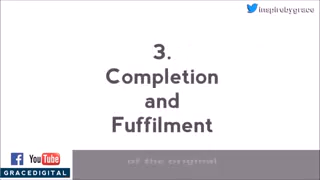 inspirebygrace
3.
Completion
and
Fuffilment
of the original
f YouTube
GRACEDIGITAL